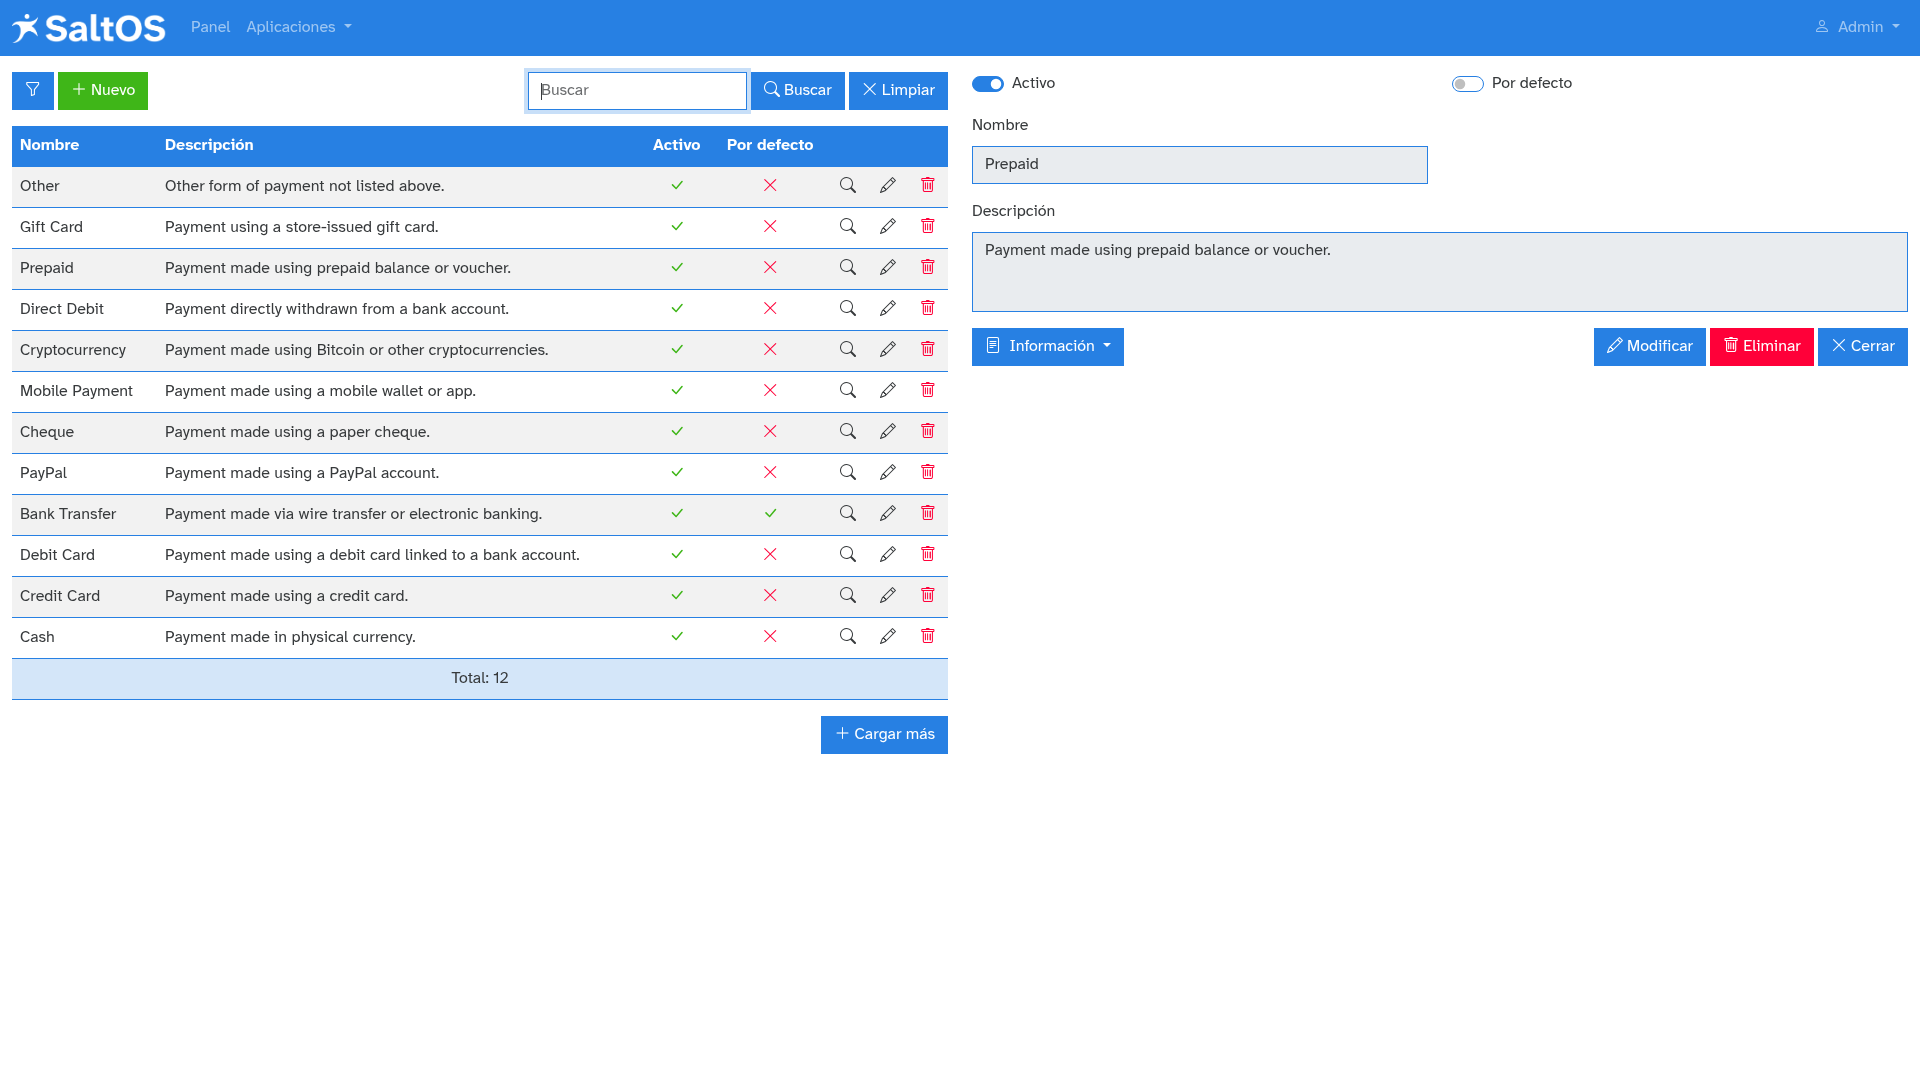 SaltOS Panel Aplicaciones Admin
Nuevo Buscar Buscar Limpiar
Nombre Descripción Activo Por defecto
Other Other form of payment not listed above.
Gift Card Payment using a store-issued gift card.
Prepaid Payment made using prepaid balance or voucher.
Direct Debit Payment directly withdrawn from a bank account.
Cryptocurrency Payment made using Bitcoin or other cryptocurrencies.
Mobile Payment Payment made using a mobile wallet or app.
Cheque Payment made using a paper cheque.
PayPal Payment made using a PayPal account.
Bank Transfer Payment made via wire transfer or electronic banking.
Debit Card Payment made using a debit card linked to a bank account.
Credit Card Payment made using a credit card.
Cash Payment made in physical currency.
Total: 12
Cargar más
Activo Por defecto
Nombre
Prepaid
Descripción
Payment made using prepaid balance or voucher.
Información Modificar Eliminar Cerrar